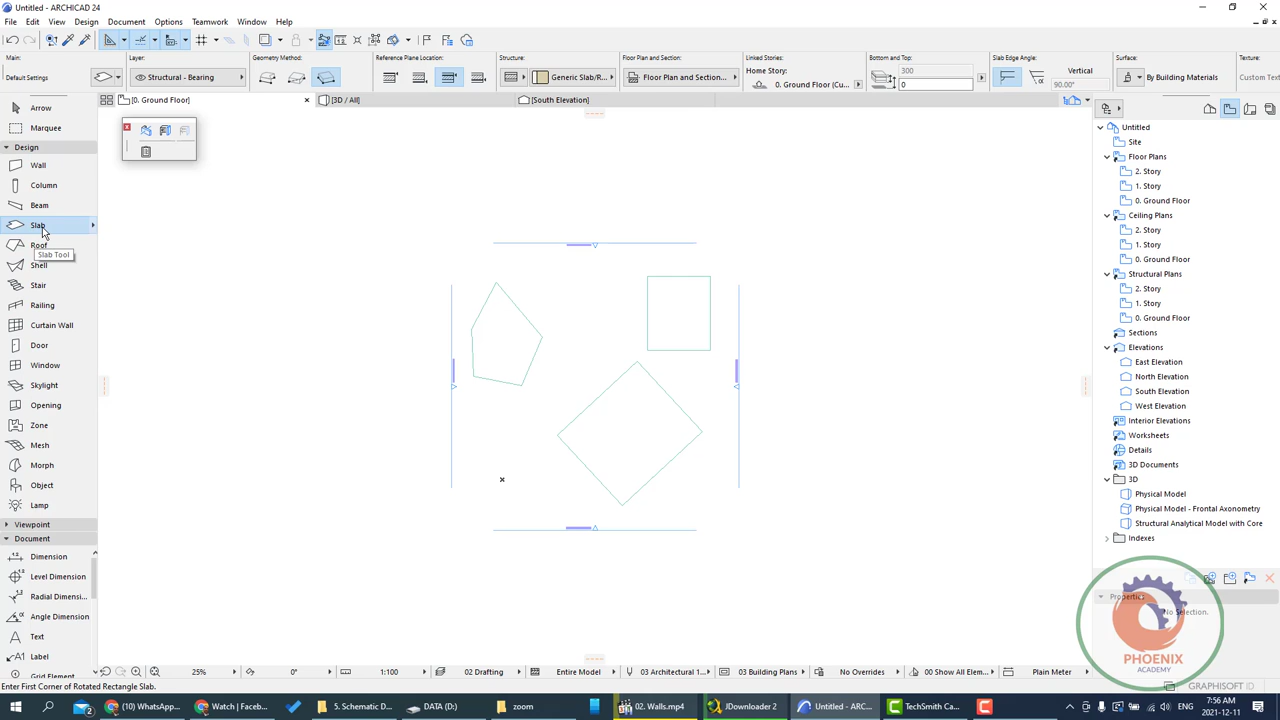 Untitled - ARCHICAD 24
File Edit View Design Document Options Teamwork Window Help
Main: Layer: Geometry Method: Reference Plane Location: Structure: Floor Plan and Section: Linked Stories: Bottom and Top: Slab Edge Angle: Surface: Texture:
Default Settings Structural - Bearing Generic Slab/R... Floor Plan and Section... Home Story: 0. Ground Floor (Cu... 300 0 Vertical 90.00° By Building Materials Custom Text
[0. Ground Floor] [3D / All] [South Elevation]
Arrow
Marquee
Design
Wall
Column
Beam
Slab
Roof
Slab Tool
Shell
Stair
Railing
Curtain Wall
Door
Window
Skylight
Opening
Zone
Mesh
Morph
Object
Lamp
Viewpoint
Document
Dimension
Level Dimension
Radial Dimensi...
Angle Dimension
Text
Label
Grid Element
Untitled
Site
Floor Plans
2. Story
1. Story
0. Ground Floor
Ceiling Plans
2. Story
1. Story
0. Ground Floor
Structural Plans
2. Story
1. Story
0. Ground Floor
Sections
Elevations
East Elevation
North Elevation
South Elevation
West Elevation
Interior Elevations
Worksheets
Details
3D Documents
3D
Physical Model
Physical Model - Frontal Axonometry
Structural Analytical Model with Core
Indexes
Properties
No Selection.
PHOENIX
ACADEMY
25% 0° 1:100 Drafting Entire Model 03 Architectural 1... 03 Building Plans No Overrides 00 Show All Elem... Plain Meter
Enter First Corner of Rotated Rectangle Slab.
GRAPHISOFT ID
(10) WhatsApp... Watch | Facebo... 5. Schematic D... DATA (D:) zoom 02. Walls.mp4 JDownloader 2 Untitled - ARC... TechSmith Ca...
7:56 AM
2021-12-11